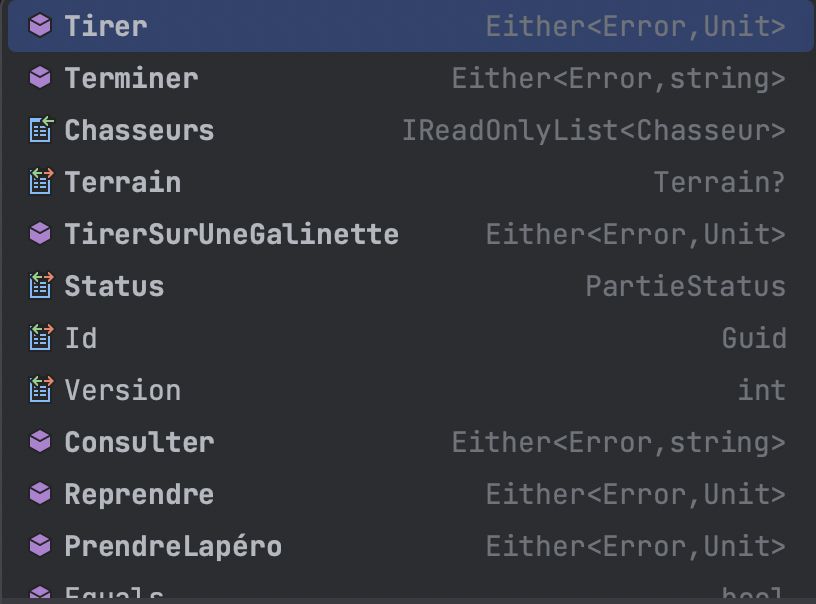 Tirer Either<Error,Unit>
Terminer Either<Error,string>
Chasseurs IReadOnlyList<Chasseur>
Terrain Terrain?
TirerSurUneGalinette Either<Error,Unit>
Status PartieStatus
Id Guid
Version int
Consulter Either<Error,string>
Reprendre Either<Error,Unit>
PrendreLapéro Either<Error,Unit>
Equals bool